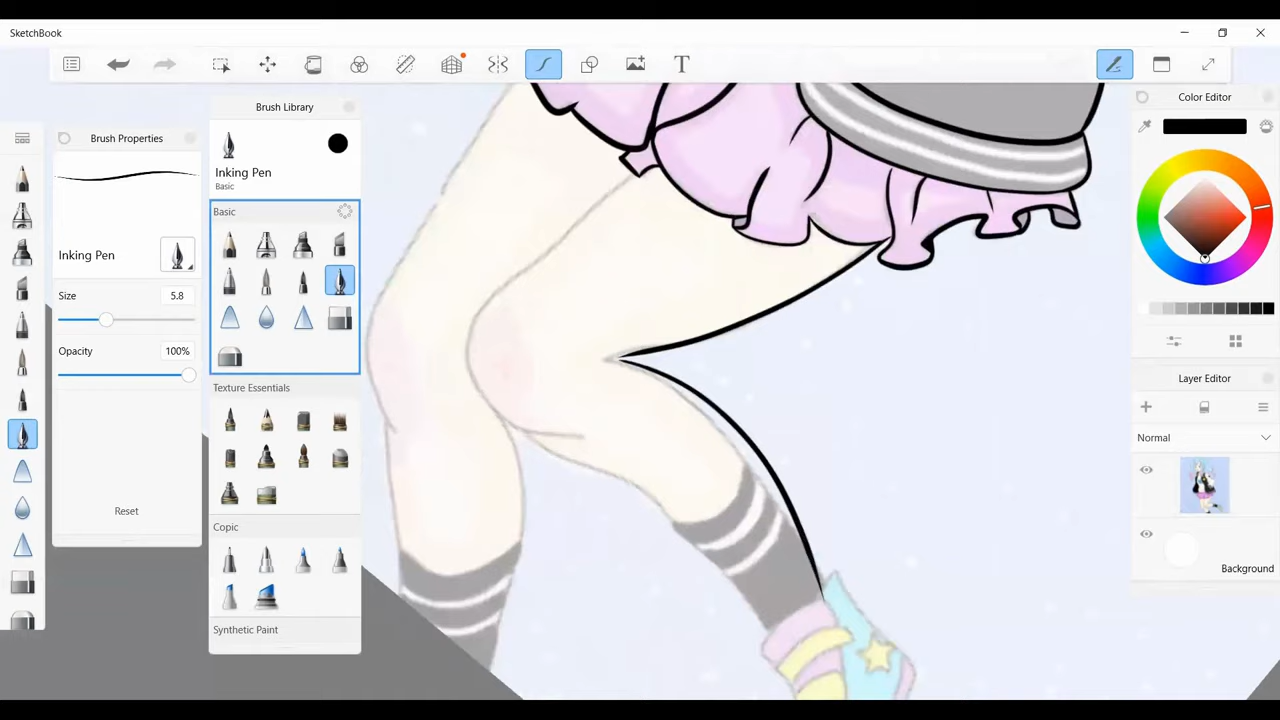 SketchBook
T
Brush Library
Color Editor
Brush Properties
Inking Pen
Basic
Basic
Inking Pen
Size
5.8
Opacity
100%
Texture Essentials
Layer Editor
Normal
Reset
Copic
Background
Synthetic Paint